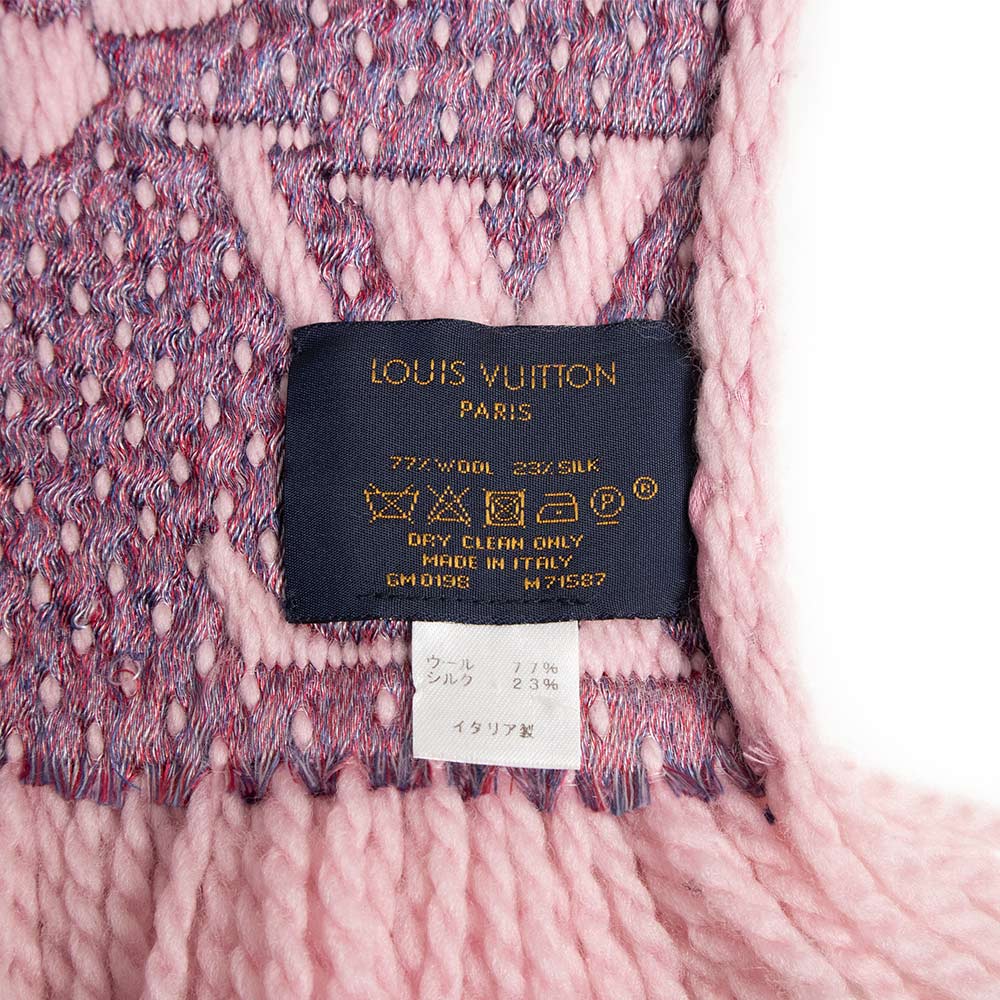 LOUIS VUITTON
PARIS
77% WOOL 23% SILK
P ®
DRY CLEAN ONLY
MADE IN ITALY
GM0198 M71587
ウール 77%
シルク 23%
イタリア製